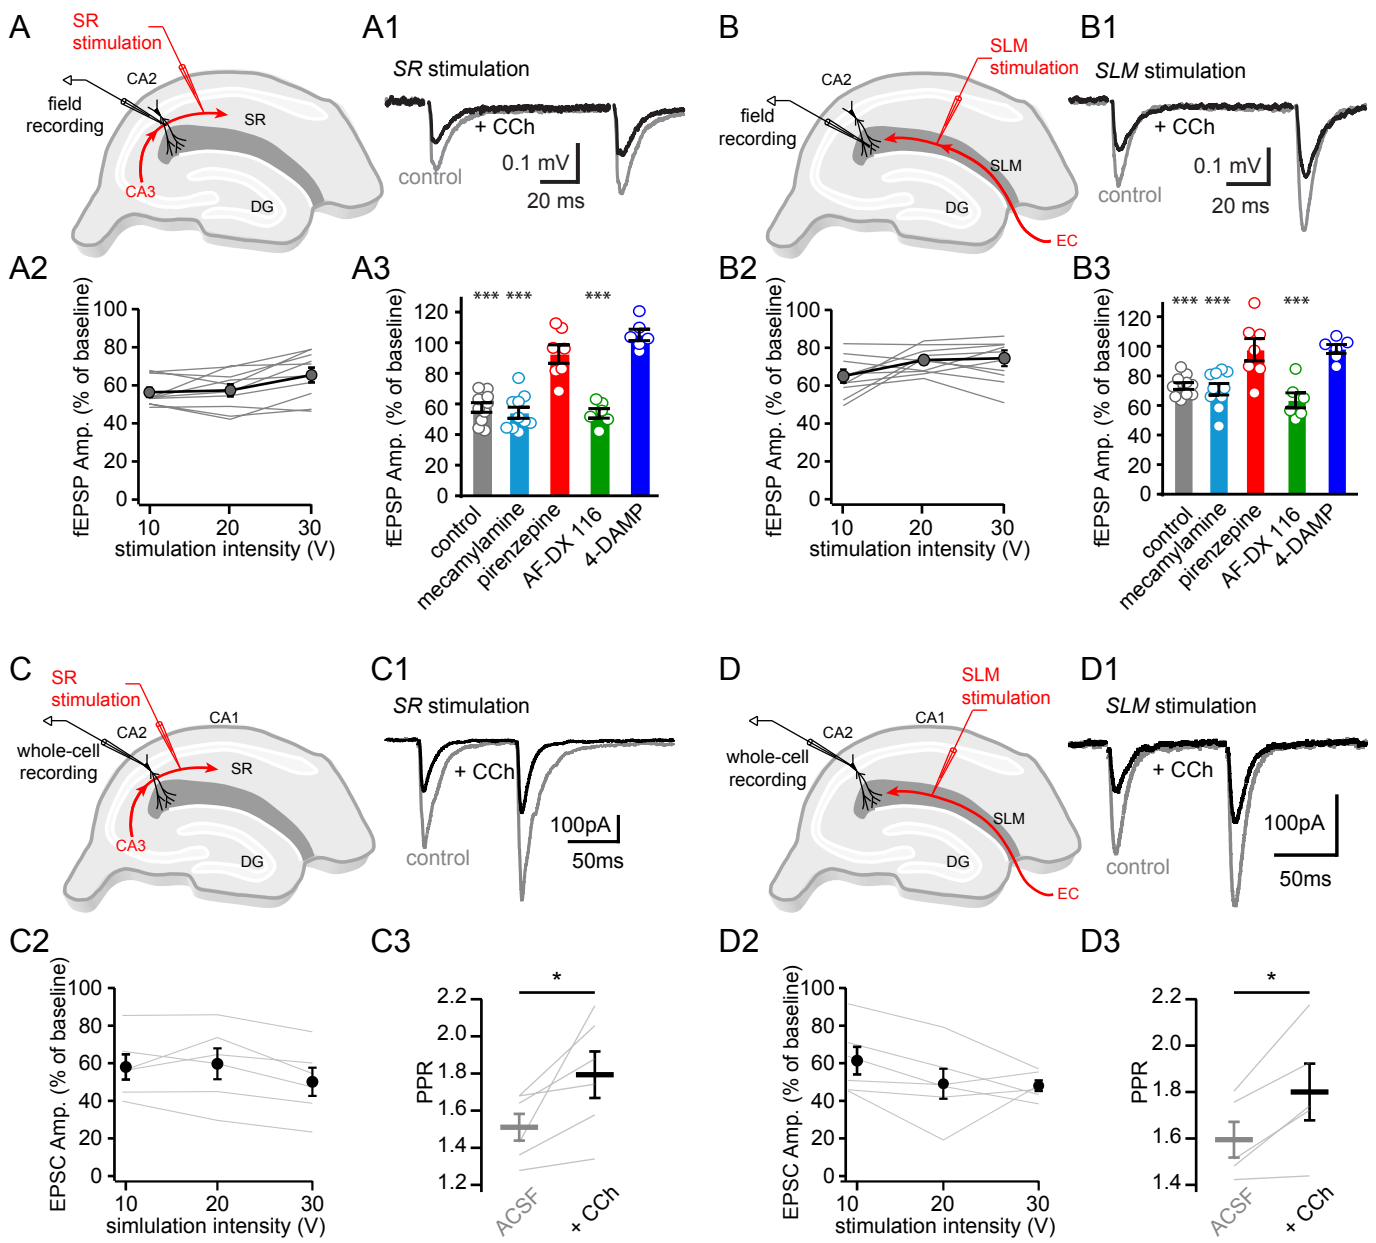 A
SR
stimulation
CA2
field
recording
SR
CA3
DG
A1
SR stimulation
+ CCh
control
0.1 mV
20 ms
B
SLM
stimulation
CA2
field
recording
SLM
DG
EC
B1
SLM stimulation
+ CCh
control
0.1 mV
20 ms
A2
fEPSP Amp. (% of baseline)
100
80
60
40
20
0
10
20
30
stimulation intensity (V)
A3
fEPSP Amp. (% of baseline)
120
100
80
60
40
20
0
*** *** ***
control
mecamylamine
pirenzepine
AF-DX 116
4-DAMP
B2
fEPSP Amp. (% of baseline)
100
80
60
40
20
0
10
20
30
stimulation intensity (V)
B3
fEPSP Amp. (% of baseline)
120
100
80
60
40
20
0
*** *** ***
control
mecamylamine
pirenzepine
AF-DX 116
4-DAMP
C
SR
stimulation
CA2
CA1
whole-cell
recording
SR
CA3
DG
C1
SR stimulation
+ CCh
control
100pA
50ms
D
SLM
stimulation
CA2
CA1
whole-cell
recording
SLM
DG
EC
D1
SLM stimulation
+ CCh
control
100pA
50ms
C2
EPSC Amp. (% of baseline)
100
80
60
40
20
0
10
20
30
simlulation intensity (V)
C3
PPR
2.2
2.0
1.8
1.6
1.4
1.2
*
ACSF
+ CCh
D2
EPSC Amp. (% of baseline)
100
80
60
40
20
0
10
20
30
stimulation intensity (V)
D3
PPR
2.2
2.0
1.8
1.6
1.4
*
ACSF
+ CCh